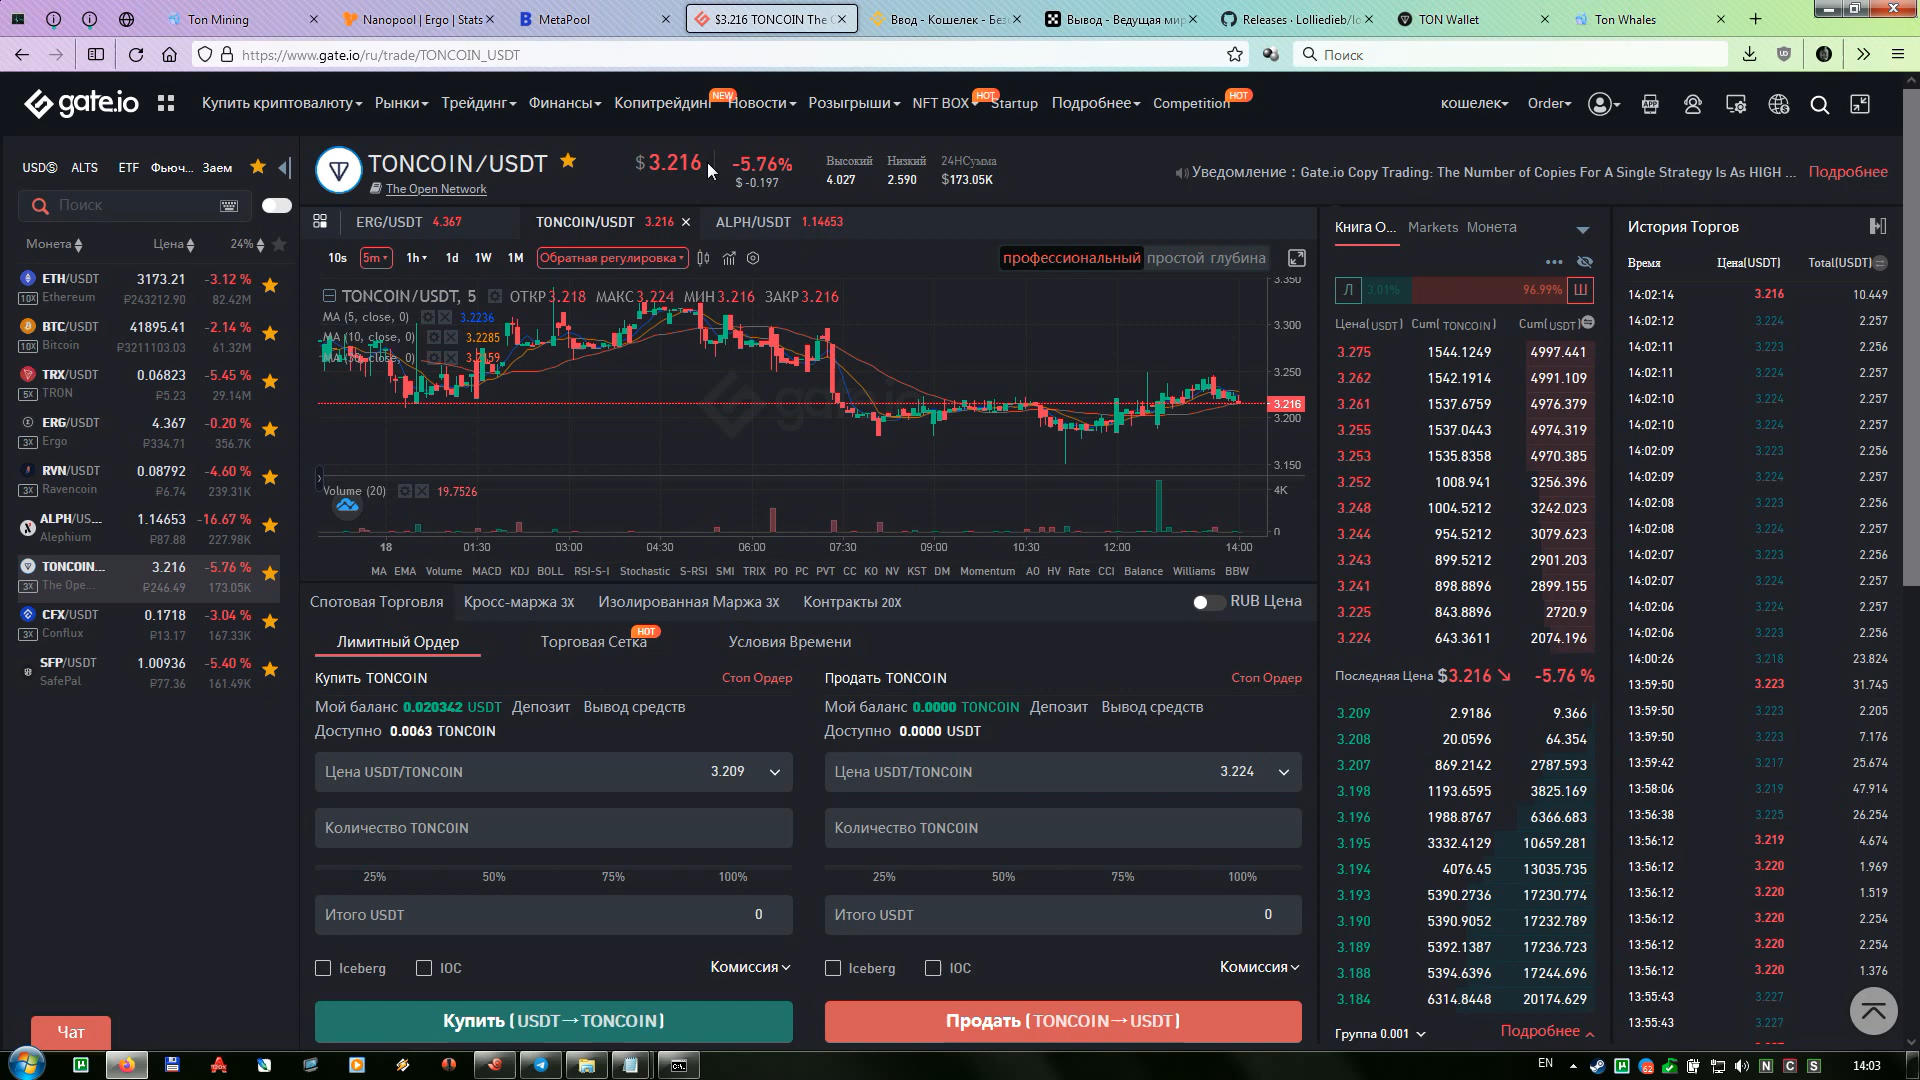 Ton Mining
Nanopool | Ergo | Stats
MetaPool
$3.216 TONCOIN The
Ввод - Кошелек - Без
Вывод - Ведущая мир
Releases · Lolliedieb/lo
TON Wallet
Ton Whales
https://www.gate.io/ru/trade/TONCOIN_USDT
Поиск
gate.io
Купить криптовалюту
Рынки
Трейдинг
Финансы
Копитрейдинг
NEW
Новости
Розыгрыши
NFT BOX
HOT
Startup
Подробнее
Competition
HOT
кошелек
Order
USDⓈ ALTS ETF Фьюч... Заем
TONCOIN/USDT
The Open Network
$ 3.216
-5.76%
$ -0.197
Высокий
4.027
Низкий
2.590
24HСумма
$173.05K
Уведомление : Gate.io Copy Trading: The Number of Copies For A Single Strategy Is As HIGH ...
Подробнее
Поиск
Монета Цена 24%
ETH/USDT 3173.21 -3.12 %
10X Ethereum ₽243212.90 82.42M
BTC/USDT 41895.41 -2.14 %
10X Bitcoin ₽3211103.03 61.32M
TRX/USDT 0.06823 -5.45 %
5X TRON ₽5.23 29.14M
ERG/USDT 4.367 -0.20 %
3X Ergo ₽334.71 356.7K
RVN/USDT 0.08792 -4.60 %
3X Ravencoin ₽6.74 239.31K
ALPH/US... 1.14653 -16.67 %
Alephium ₽87.88 227.98K
TONCOIN... 3.216 -5.76 %
3X The Ope... ₽246.49 173.05K
CFX/USDT 0.1718 -3.04 %
3X Conflux ₽13.17 167.33K
SFP/USDT 1.00936 -5.40 %
SafePal ₽77.36 161.49K
Чат
ERG/USDT 4.367
TONCOIN/USDT 3.216
ALPH/USDT 1.14653
10s 5m 1h 1d 1W 1M Обратная регулировка
профессиональный простой глубина
TONCOIN/USDT, 5 ОТКР 3.218 МАКС 3.224 МИН 3.216 ЗАКР 3.216
MA (5, close, 0) 3.2236
MA (10, close, 0) 3.2285
close, 0)
3.350
3.300
3.250
3.216
3.200
3.150
gate.io
Volume (20) 19.7526
4K
0
18 01:30 03:00 04:30 06:00 07:30 09:00 10:30 12:00 14:00
MA EMA Volume MACD KDJ BOLL RSI-S-I Stochastic S-RSI SMI TRIX PO PC PVT CC KO NV KST DM Momentum AO HV Rate CCI Balance Williams BBW
Спотовая Торговля Кросс-маржа 3X Изолированная Маржа 3X Контракты 20X
RUB Цена
Лимитный Ордер Торговая Сетка HOT Условия Времени
Купить TONCOIN Стоп Ордер
Мой баланс 0.020342 USDT Депозит Вывод средств
Доступно 0.0063 TONCOIN
Цена USDT/TONCOIN 3.209
Количество TONCOIN
25% 50% 75% 100%
Итого USDT 0
Iceberg IOC Комиссия
Купить (USDT→TONCOIN)
Продать TONCOIN Стоп Ордер
Мой баланс 0.0000 TONCOIN Депозит Вывод средств
Доступно 0.0000 USDT
Цена USDT/TONCOIN 3.224
Количество TONCOIN
25% 50% 75% 100%
Итого USDT 0
Iceberg IOC Комиссия
Продать (TONCOIN→USDT)
Книга О... Markets Монета
Л 3.01% 96.99% Ш
Цена(USDT) Cum(TONCOIN) Cum(USDT)
3.275 1544.1249 4997.441
3.262 1542.1914 4991.109
3.261 1537.6759 4976.379
3.255 1537.0443 4974.319
3.253 1535.8358 4970.385
3.252 1008.941 3256.396
3.248 1004.5212 3242.023
3.244 954.5212 3079.623
3.243 899.5212 2901.203
3.241 898.8896 2899.155
3.225 843.8896 2720.9
3.224 643.3611 2074.196
Последняя Цена $3.216 -5.76 %
3.209 2.9186 9.366
3.208 20.0596 64.354
3.207 869.2142 2787.593
3.198 1193.6595 3825.169
3.196 1988.8767 6366.683
3.195 3332.4129 10659.281
3.194 4076.45 13035.735
3.193 5390.2736 17230.774
3.190 5390.9052 17232.789
3.189 5392.1387 17236.723
3.188 5394.6396 17244.696
3.184 6314.8448 20174.629
Группа 0.001 Подробнее
История Торгов
Время Цена(USDT) Total(USDT)
14:02:14 3.216 10.449
14:02:12 3.224 2.257
14:02:11 3.223 2.256
14:02:11 3.224 2.257
14:02:10 3.224 2.257
14:02:10 3.224 2.257
14:02:09 3.223 2.256
14:02:09 3.224 2.257
14:02:08 3.223 2.256
14:02:08 3.224 2.257
14:02:07 3.223 2.256
14:02:07 3.224 2.257
14:02:06 3.224 2.257
14:02:06 3.223 2.256
14:00:26 3.218 23.824
13:59:50 3.223 31.745
13:59:50 3.223 2.205
13:59:50 3.223 7.176
13:59:42 3.217 25.674
13:58:06 3.219 47.914
13:56:38 3.225 26.254
13:56:12 3.219 4.674
13:56:12 3.220 1.969
13:56:12 3.220 1.519
13:56:12 3.220 2.254
13:56:12 3.220 2.254
13:56:12 3.220 1.376
13:55:43 3.227
13:55:43 3.227
EN
14:03